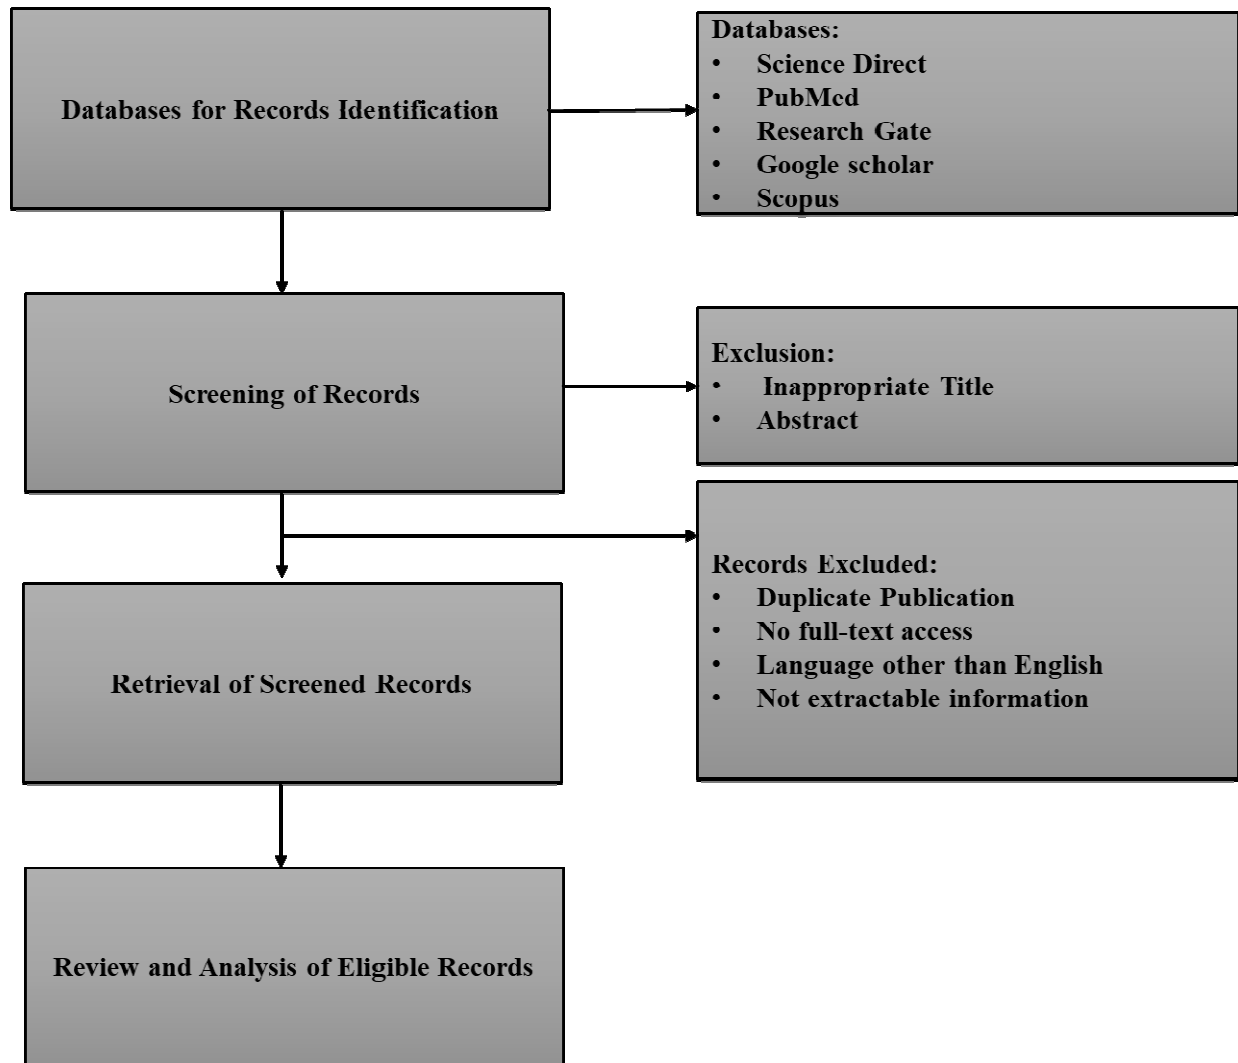 Databases for Records Identification
Databases:
• Science Direct
• PubMed
• Research Gate
• Google scholar
• Scopus
Screening of Records
Exclusion:
• Inappropriate Title
• Abstract
Records Excluded:
• Duplicate Publication
• No full-text access
• Language other than English
• Not extractable information
Retrieval of Screened Records
Review and Analysis of Eligible Records